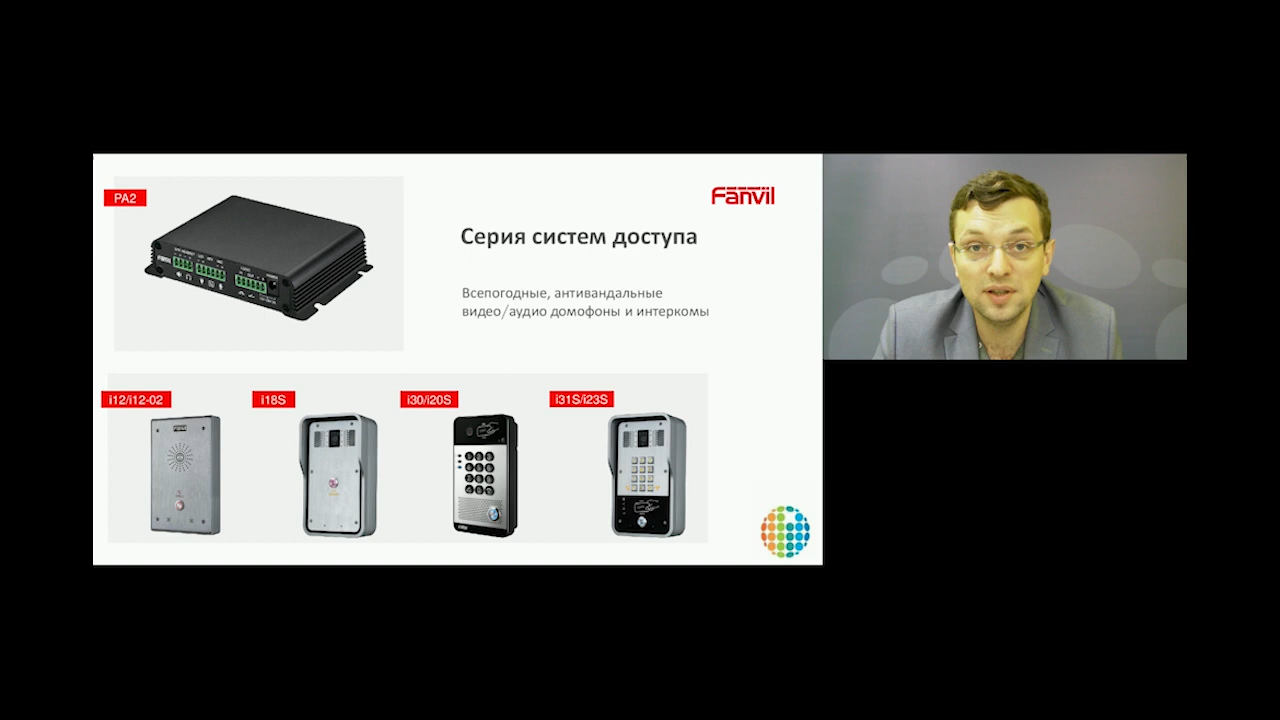 PA2
Fanvil
Серия систем доступа
Всепогодные, антивандальные
видео/аудио домофоны и интеркомы
i12/i12-02
i18S
i30/i20S
i31S/i23S